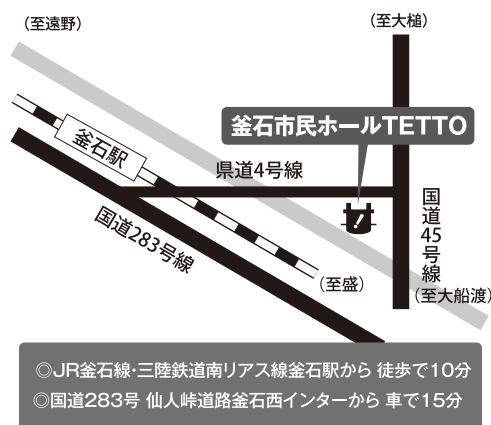 (至遠野)
(至大槌)
釜石市民ホールTETTO
釜石駅
県道4号線
国道45号線
国道283号線
(至盛)
(至大船渡)
◎JR釜石線・三陸鉄道南リアス線釜石駅から 徒歩で10分
◎国道283号 仙人峠道路釜石西インターから 車で15分